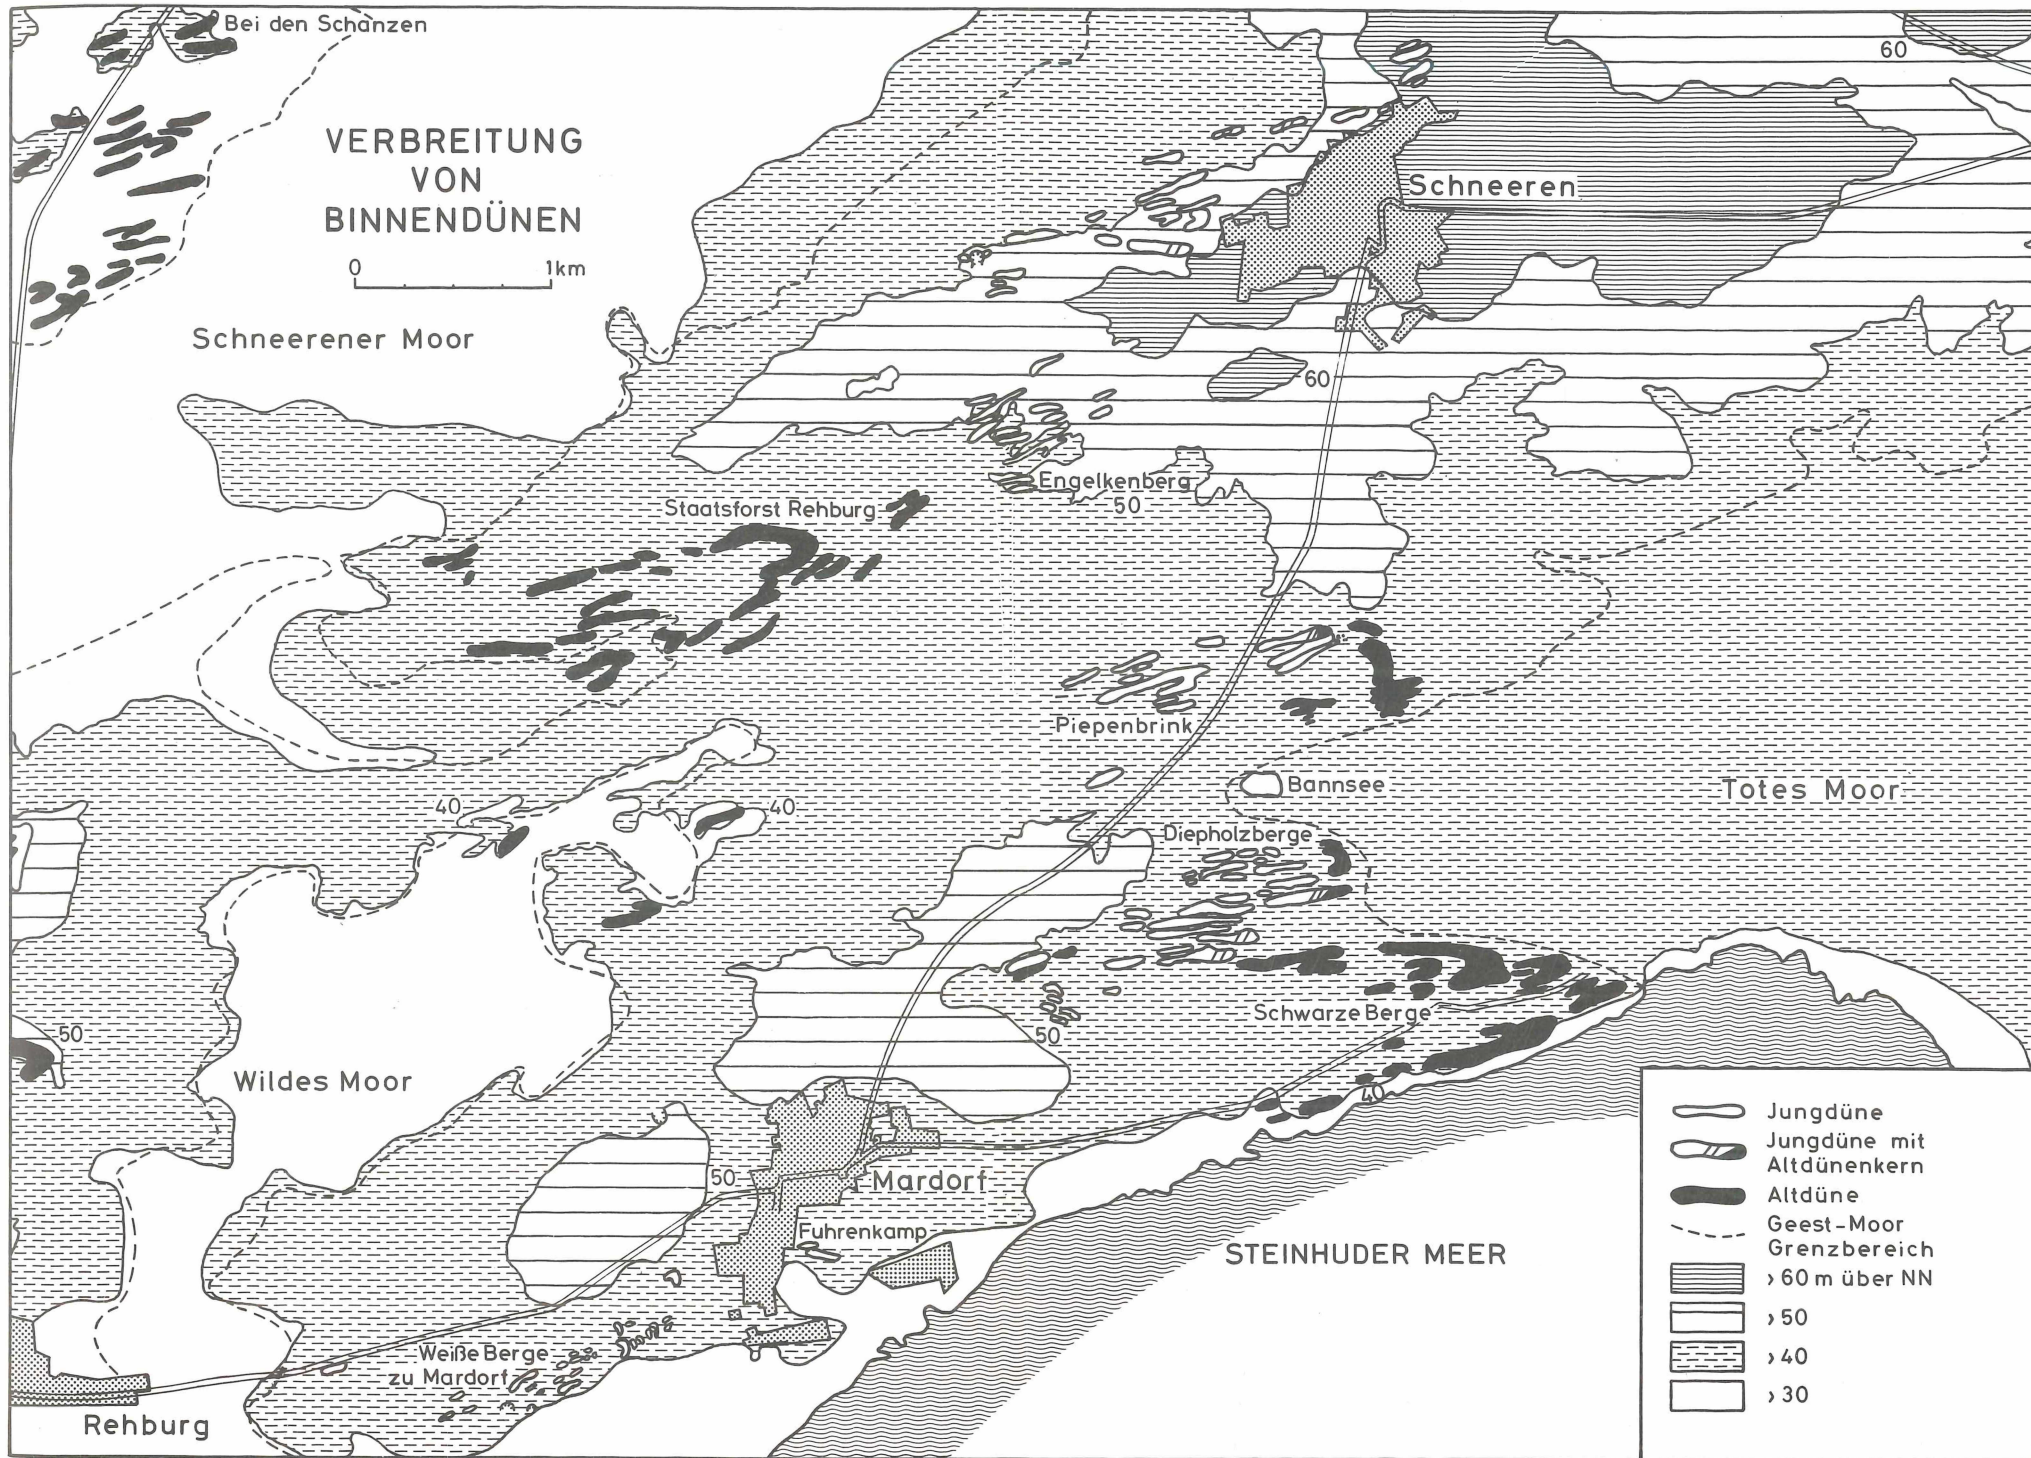 Bei den Schanzen
60
VERBREITUNG
VON
BINNENDÜNEN
0 1km
Schneeren
Schneerener Moor
60
Engelkenberg
50
Staatsforst Rehburg
Piepenbrink
Bannsee
Totes Moor
40
40
Diepholzberge
Schwarze Berge
50
50
Wildes Moor
40
50
Mardorf
Fuhrenkamp
STEINHUDER MEER
Weiße Berge
zu Mardorf
Rehburg
Jungdüne
Jungdüne mit
Altdünenkern
Altdüne
Geest-Moor
Grenzbereich
›60 m über NN
›50
›40
›30